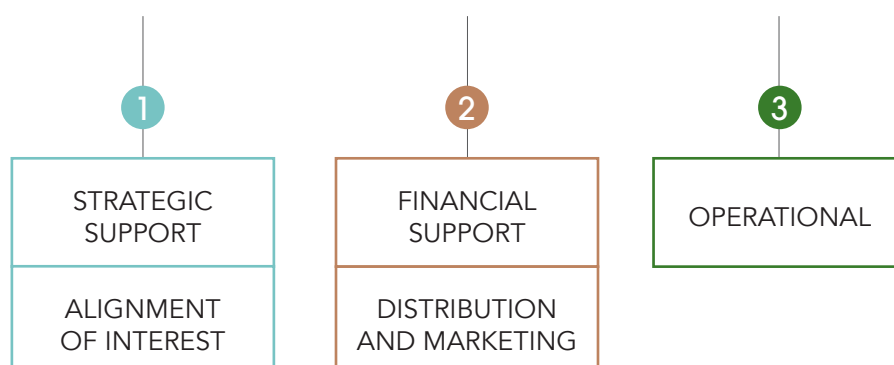 1
2
3
STRATEGIC
SUPPORT
FINANCIAL
SUPPORT
OPERATIONAL
ALIGNMENT
OF INTEREST
DISTRIBUTION
AND MARKETING